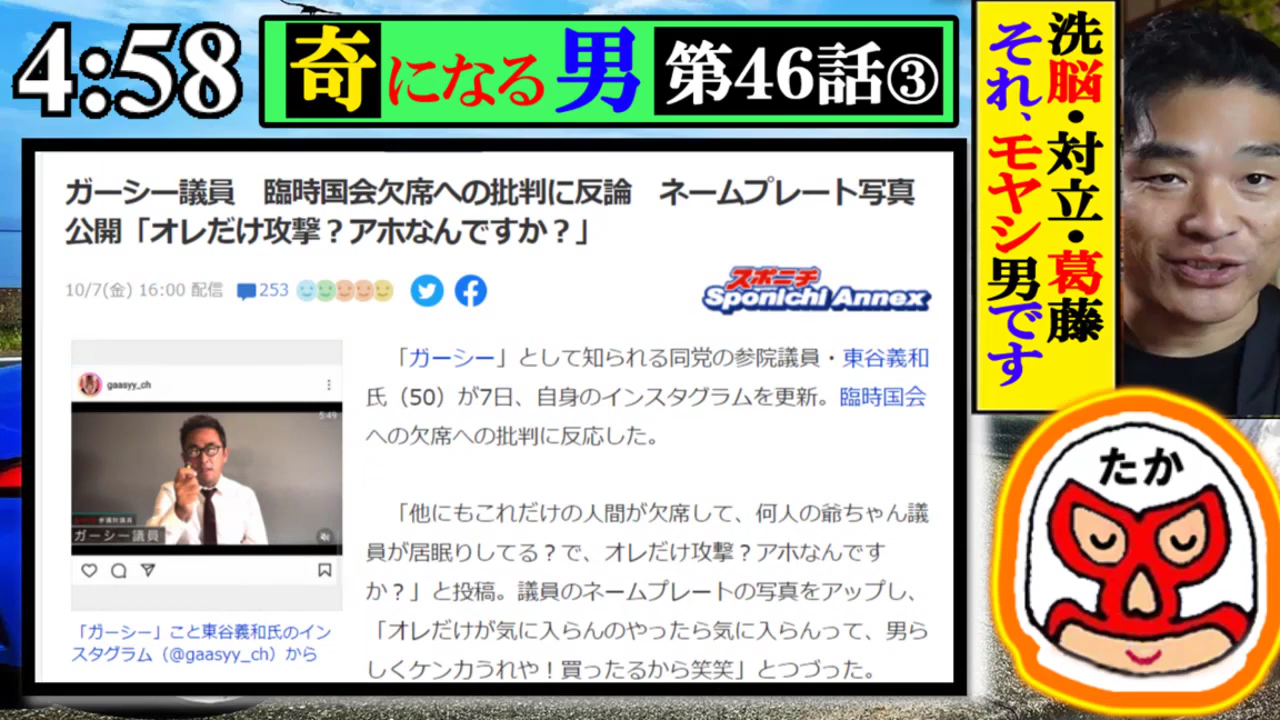 4:58
奇になる男 第46話③
洗脳・対立・葛藤
それ、モヤシ男です
ガーシー議員 臨時国会欠席への批判に反論 ネームプレート写真
公開「オレだけ攻撃？アホなんですか？」
10/7(金) 16:00 配信 253
スポニチ
Sponichi Annex
gaasyy_ch
5:49
ガーシー議員
「ガーシー」こと東谷義和氏のイン
スタグラム（@gaasyy_ch）から
「ガーシー」として知られる同党の参院議員・東谷義和
氏（50）が7日、自身のインスタグラムを更新。臨時国会
への欠席への批判に反応した。
「他にもこれだけの人間が欠席して、何人の爺ちゃん議
員が居眠りしてる？で、オレだけ攻撃？アホなんです
か？」と投稿。議員のネームプレートの写真をアップし、
「オレだけが気に入らんのやったら気に入らんって、男ら
しくケンカうれや！買ったるから笑笑」とつづった。
たか